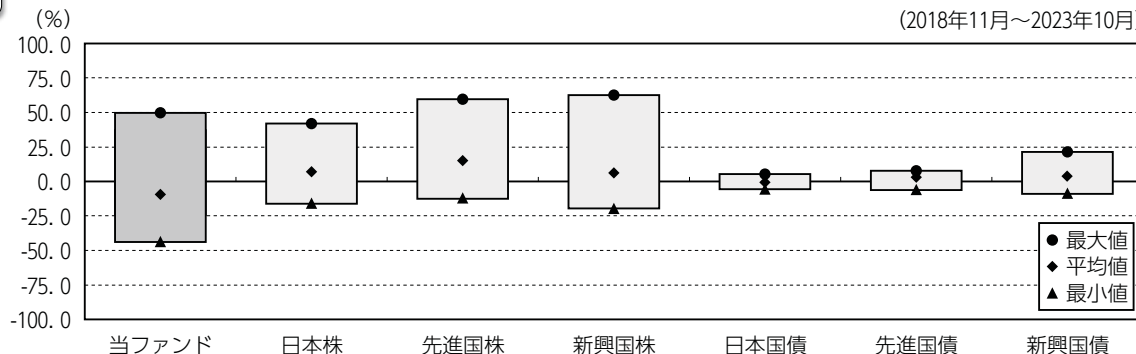 (%)
(2018年11月～2023年10月)
100. 0
75. 0
50. 0
25. 0
0. 0
-25. 0
-50. 0
-75. 0
-100. 0
● 最大値
◆ 平均値
▲ 最小値
当ファンド 日本株 先進国株 新興国株 日本国債 先進国債 新興国債